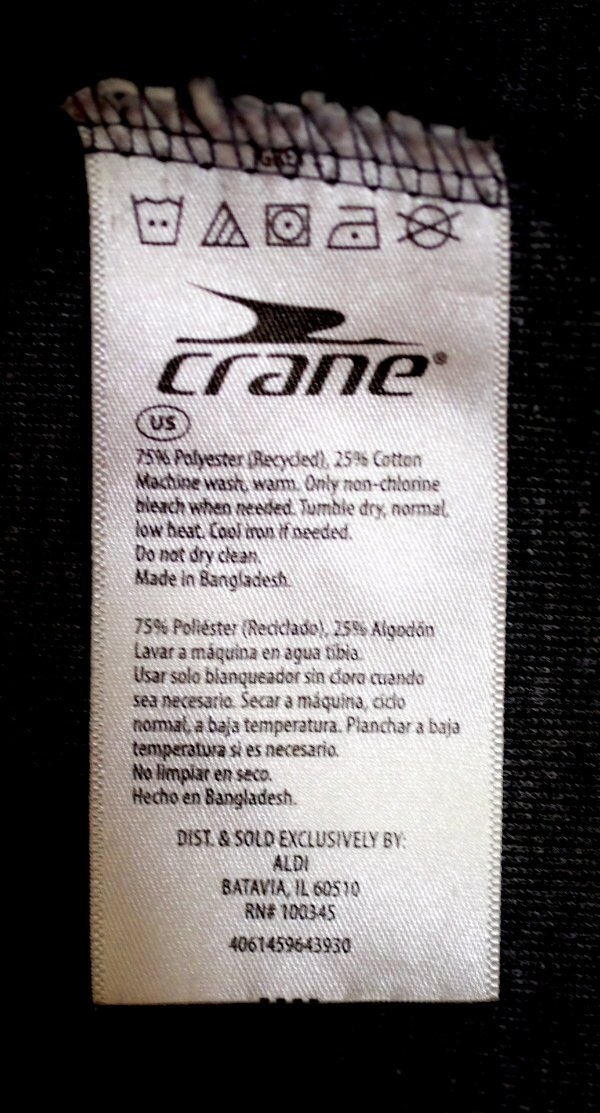 crane®
US
75% Polyester (Recycled), 25% Cotton
Machine wash, warm. Only non-chlorine
bleach when needed. Tumble dry, normal,
low heat. Cool iron if needed.
Do not dry clean.
Made in Bangladesh.
75% Poliéster (Reciclado), 25% Algodón
Lavar a máquina en agua tibia.
Usar solo blanqueador sin cloro cuando
sea necesario. Secar a máquina, ciclo
normal, a baja temperatura. Planchar a baja
temperatura si es necesario.
No limpiar en seco.
Hecho en Bangladesh.
DIST. & SOLD EXCLUSIVELY BY:
ALDI
BATAVIA, IL 60510
RN# 100345
4061459643930